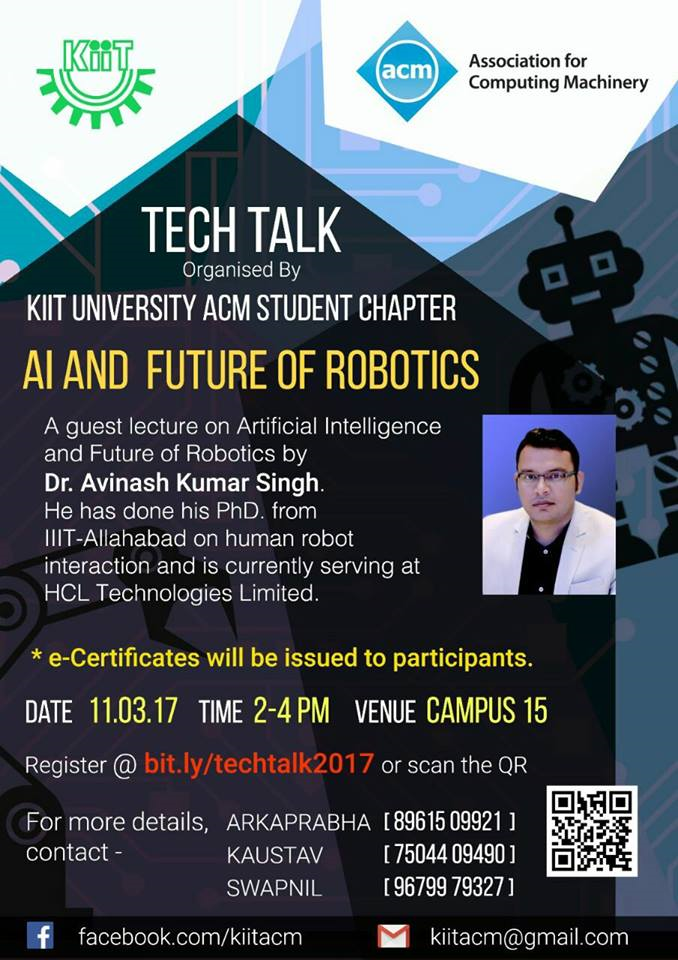 KiiT
acm
Association for
Computing Machinery
TECH TALK
Organised By
KIIT UNIVERSITY ACM STUDENT CHAPTER
AI AND FUTURE OF ROBOTICS
A guest lecture on Artificial Intelligence
and Future of Robotics by
Dr. Avinash Kumar Singh.
He has done his PhD. from
IIIT-Allahabad on human robot
interaction and is currently serving at
HCL Technologies Limited.
* e-Certificates will be issued to participants.
DATE 11.03.17 TIME 2-4 PM VENUE CAMPUS 15
Register @ bit.ly/techtalk2017 or scan the QR
For more details, ARKAPRABHA [ 89615 09921 ]
contact - KAUSTAV [ 75044 09490 ]
SWAPNIL [ 96799 79327 ]
facebook.com/kiitacm kiitacm@gmail.com